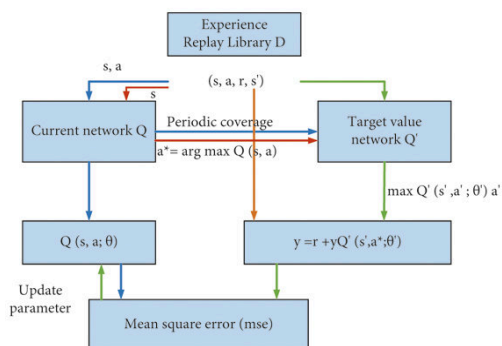 Experience
Replay Library D
s, a
(s, a, r, s')
s
Current network Q
Periodic coverage
a*= arg max Q (s, a)
Target value
network Q'
max Q' (s' ,a' ; θ') a'
Q (s, a; θ)
y =r +yQ' (s',a*;θ')
Update
parameter
Mean square error (mse)